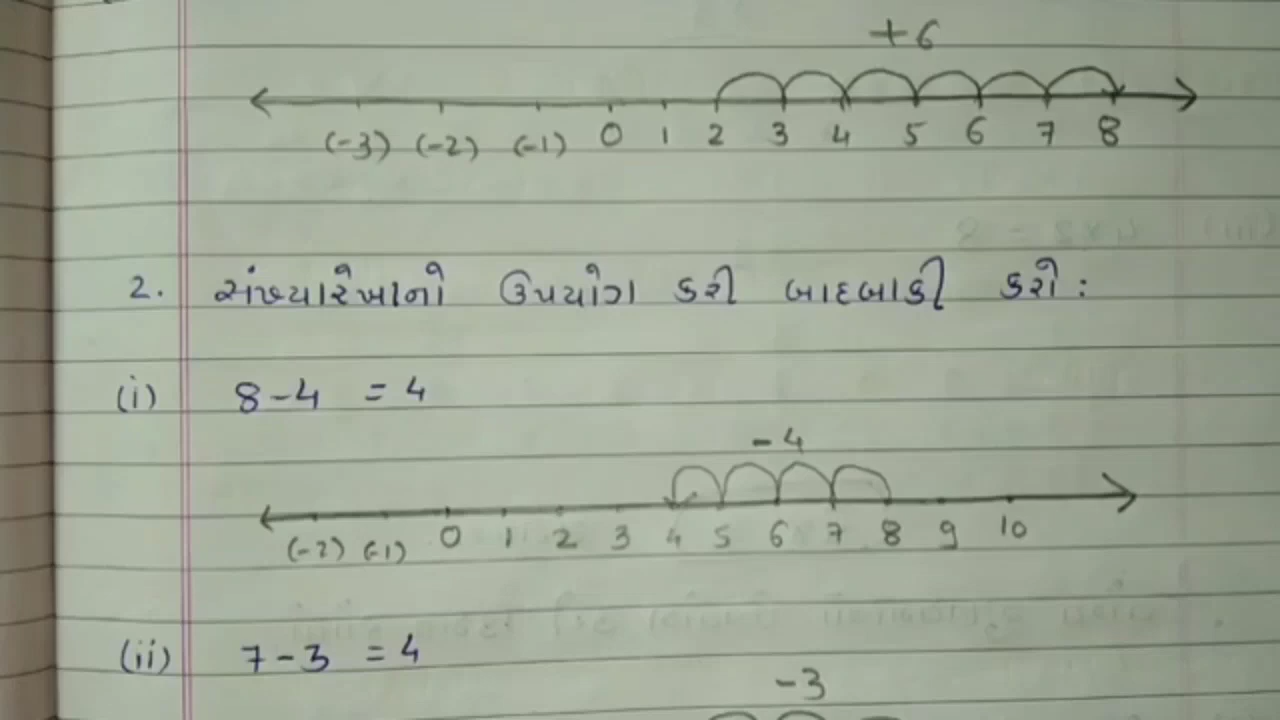 +6
(-3) (-2) (-1) 0 1 2 3 4 5 6 7 8
2. સંખ્યારેખાનો ઉપયોગ કરી બાદબાકી કરો :
(i) 8-4 = 4
-4
(-2) (-1) 0 1 2 3 4 5 6 7 8 9 10
(ii) 7-3 = 4
-3